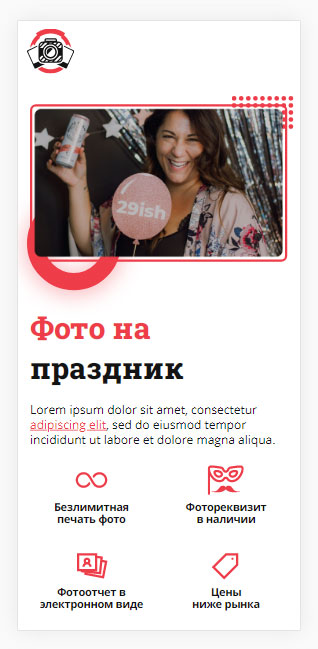 29ish
Фото на
праздник
Lorem ipsum dolor sit amet, consectetur
adipiscing elit, sed do eiusmod tempor
incididunt ut labore et dolore magna aliqua.
Безлимитная
печать фото
Фотореквизит
в наличии
Фотоотчет в
электронном виде
Цены
ниже рынка